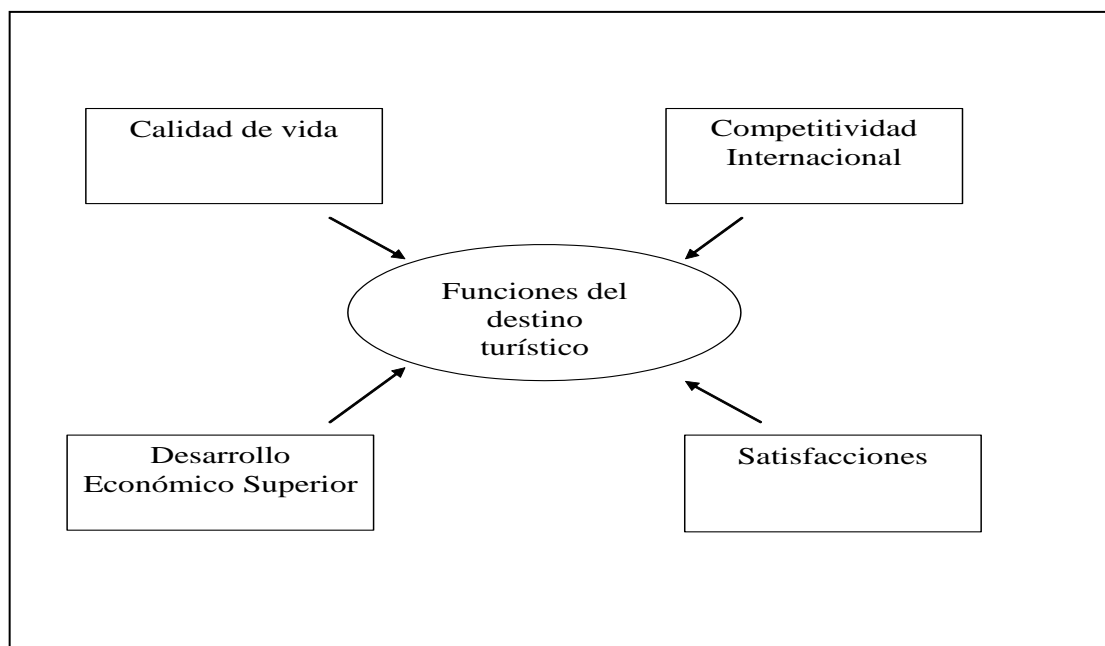 Calidad de vida
Competitividad
Internacional
Funciones del
destino
turístico
Desarrollo
Económico Superior
Satisfacciones